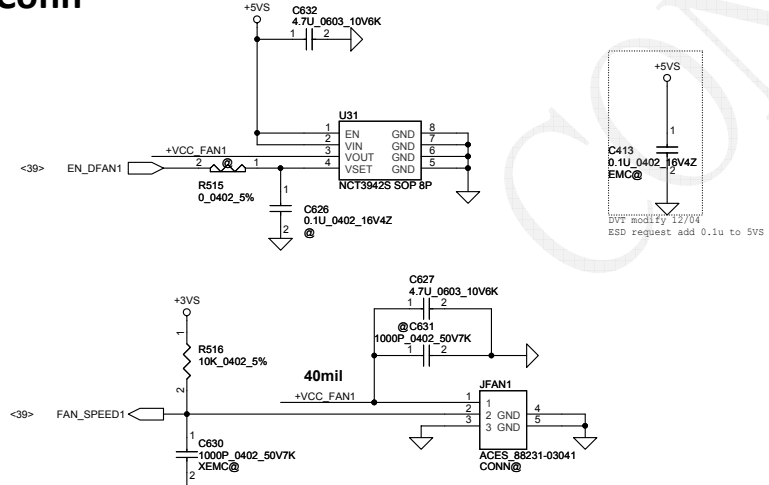 Conn
+5VS
C632
4.7U_0603_10V6K
1 2
+5VS
U31
1 EN GND 8
2 VIN GND 7
3 VOUT GND 6
4 VSET GND 5
NCT3942S SOP 8P
+VCC_FAN1
<39> EN_DFAN1
2 @ 1
R515
0_0402_5%
1
C626
0.1U_0402_16V4Z
2
@
1
C413
0.1U_0402_16V4Z
EMC@
2
DVT modify 12/04
ESD request add 0.1u to 5VS
C627
4.7U_0603_10V6K
1 2
@C631
1000P_0402_50V7K
1 2
+3VS
1
R516
10K_0402_5%
2
40mil
+VCC_FAN1
JFAN1
1 1
2 2 GND 4
3 3 GND 5
ACES_88231-03041
CONN@
<39> FAN_SPEED1
1
C630
1000P_0402_50V7K
XEMC@
2